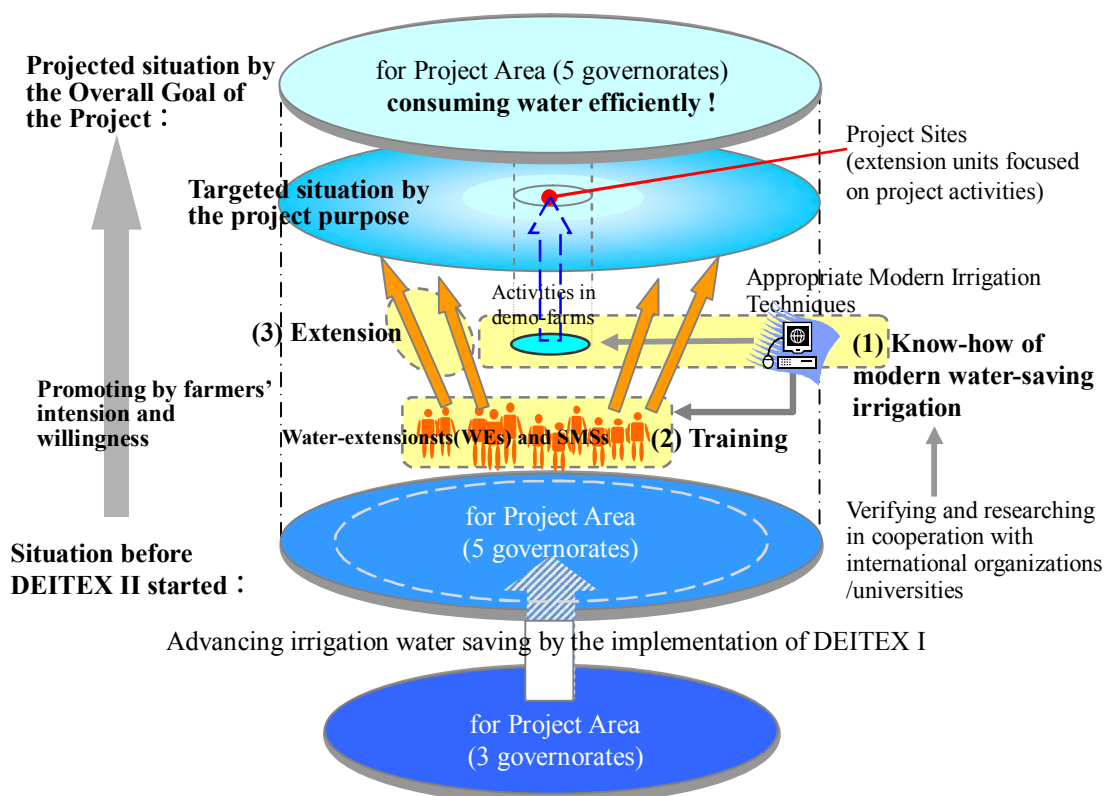 for Project Area (5 governorates)
consuming water efficiently !
Projected situation by
the Overall Goal of
the Project：
Project Sites
(extension units focused
on project activities)
Targeted situation by
the project purpose
Appropriate Modern Irrigation
Techniques
Activities in
demo-farms
(3) Extension
(1) Know-how of
modern water-saving
irrigation
Promoting by farmers’
intension and
willingness
Water-extensionsts(WEs) and SMSs
(2) Training
for Project Area
(5 governorates)
Verifying and researching
in cooperation with
international organizations
/universities
Situation before
DEITEX II started：
Advancing irrigation water saving by the implementation of DEITEX I
for Project Area
(3 governorates)